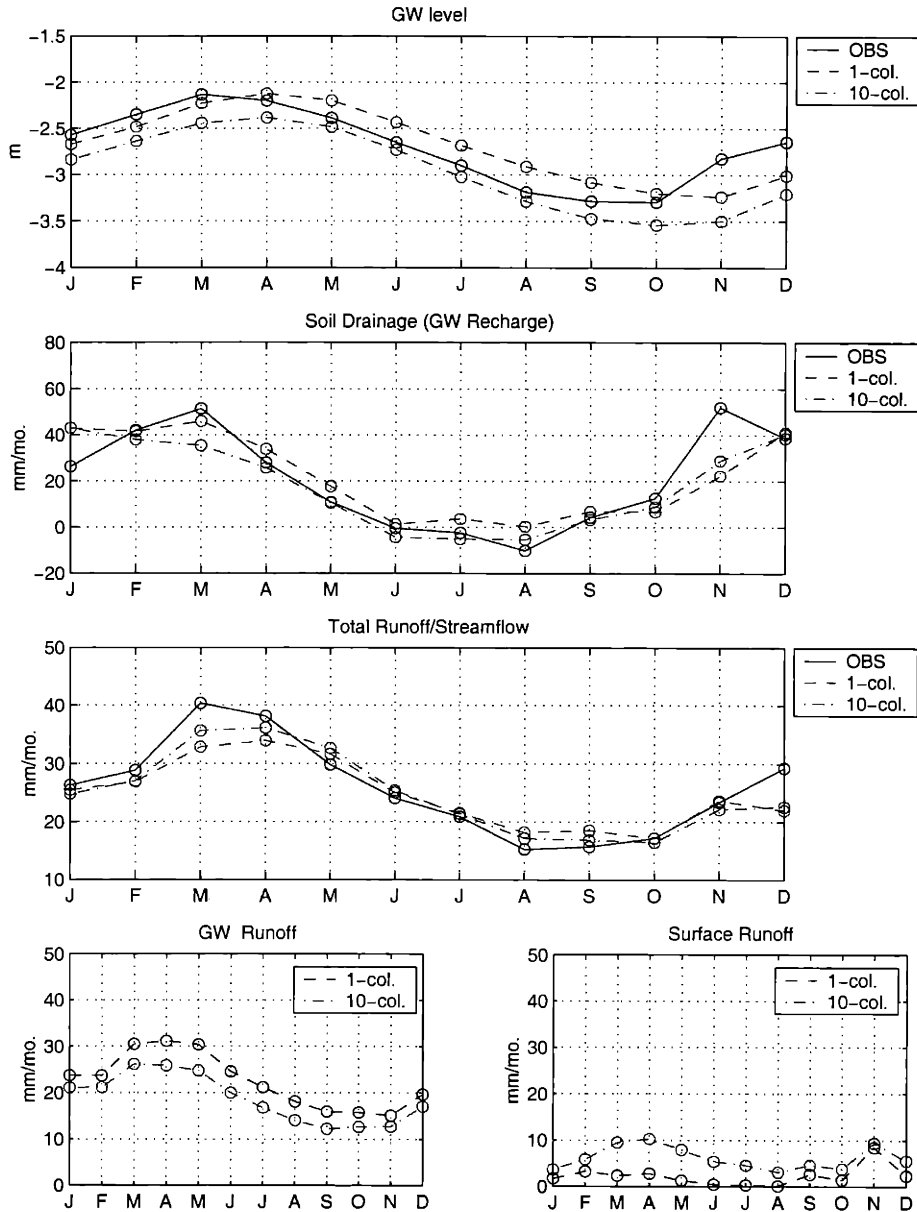 GW level
−1.5
−2
−2.5
−3
−3.5
−4
m
J F M A M J J A S O N D
OBS
1-col.
10-col.
Soil Drainage (GW Recharge)
80
60
40
20
0
−20
mm/mo.
J F M A M J J A S O N D
OBS
1-col.
10-col.
Total Runoff/Streamflow
50
40
30
20
10
mm/mo.
J F M A M J J A S O N D
OBS
1-col.
10-col.
GW Runoff
50
40
30
20
10
0
mm/mo.
J F M A M J J A S O N D
1-col.
10-col.
Surface Runoff
50
40
30
20
10
0
mm/mo.
J F M A M J J A S O N D
1-col.
10-col.